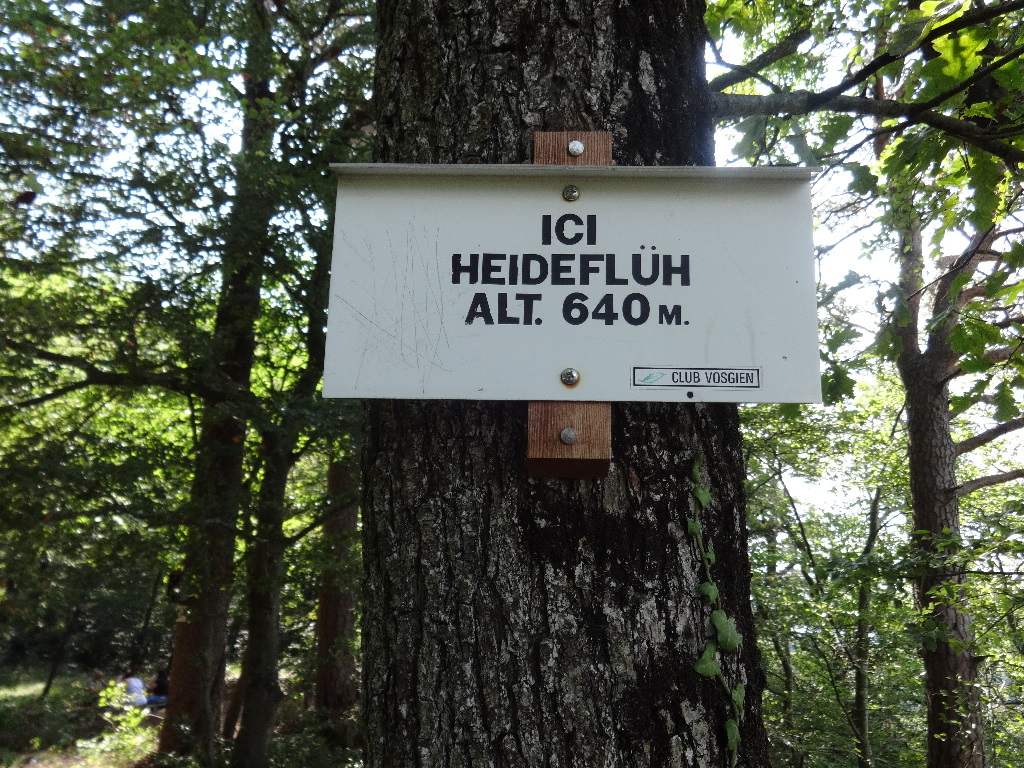 ICI
HEIDEFLÜH
ALT. 640 M.
CLUB VOSGIEN